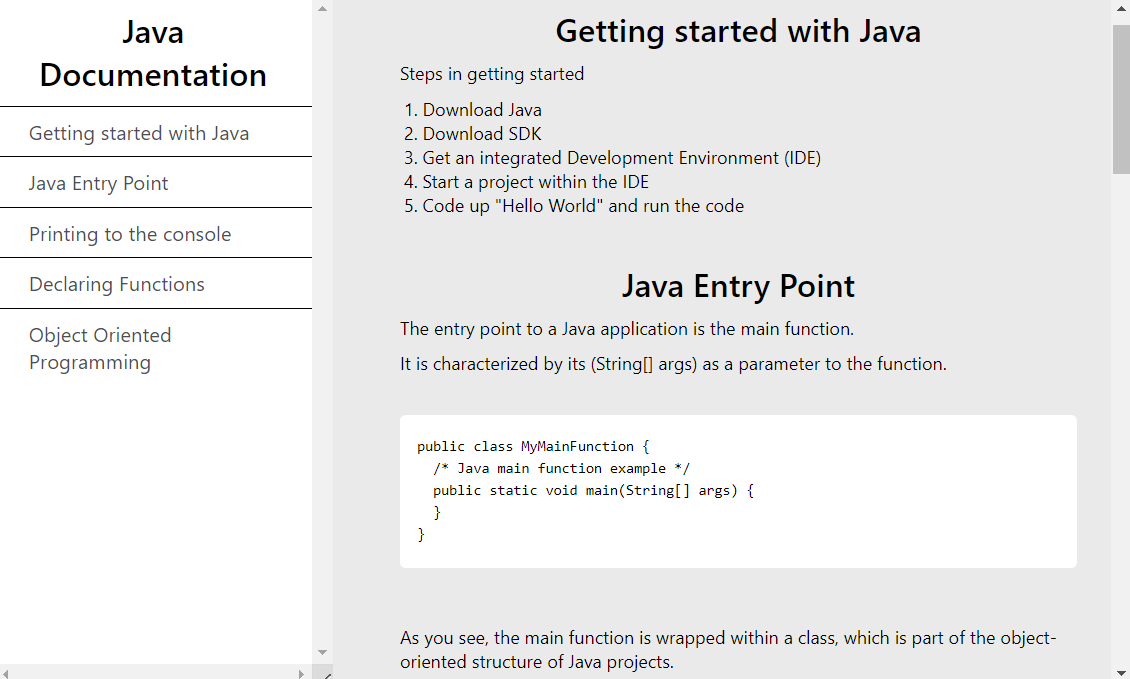 Java
Documentation
Getting started with Java
Java Entry Point
Printing to the console
Declaring Functions
Object Oriented
Programming
Getting started with Java
Steps in getting started
1. Download Java
2. Download SDK
3. Get an integrated Development Environment (IDE)
4. Start a project within the IDE
5. Code up "Hello World" and run the code
Java Entry Point
The entry point to a Java application is the main function.
It is characterized by its (String[] args) as a parameter to the function.
public class MyMainFunction {
  /* Java main function example */
  public static void main(String[] args) {
  }
}
As you see, the main function is wrapped within a class, which is part of the object-
oriented structure of Java projects.